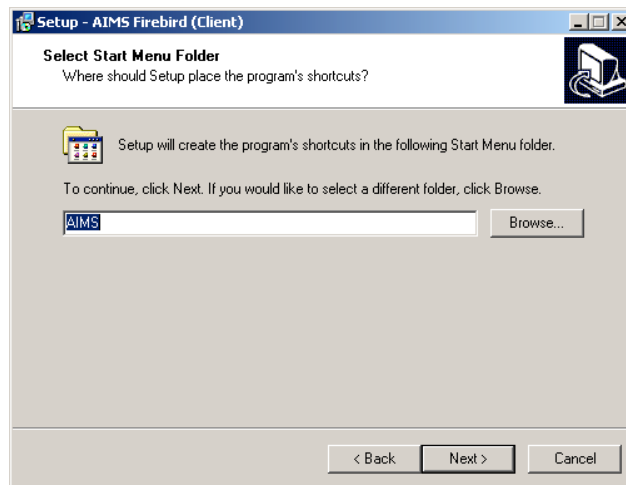 Setup - AIMS Firebird (Client)
Select Start Menu Folder
Where should Setup place the program's shortcuts?
Setup will create the program's shortcuts in the following Start Menu folder.
To continue, click Next. If you would like to select a different folder, click Browse.
AIMS
Browse...
< Back
Next >
Cancel